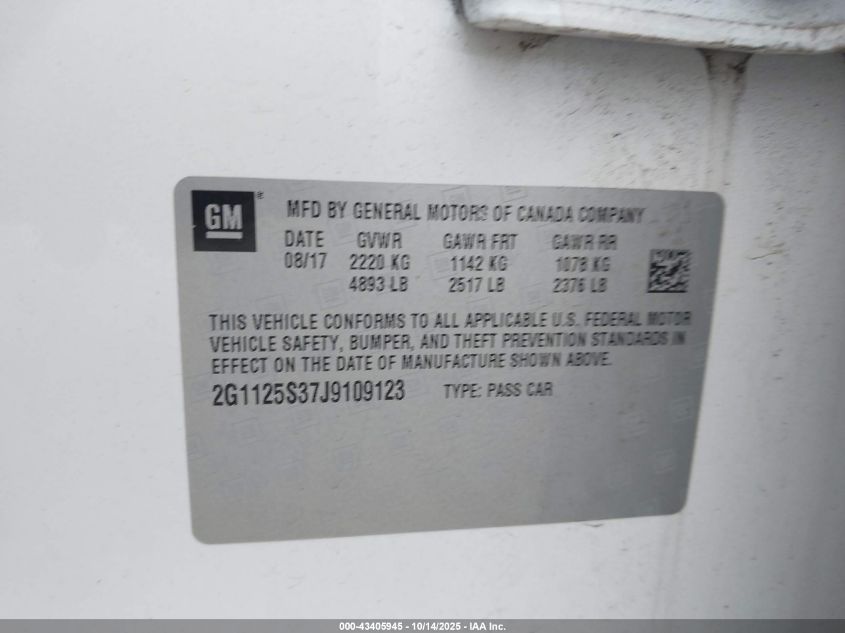 GM®
MFD BY GENERAL MOTORS OF CANADA COMPANY
DATE GVWR GAWR FRT GAWR RR
08/17 2220 KG 1142 KG 1078 KG
4893 LB 2517 LB 2376 LB
THIS VEHICLE CONFORMS TO ALL APPLICABLE U.S. FEDERAL MOTOR
VEHICLE SAFETY, BUMPER, AND THEFT PREVENTION STANDARDS IN
EFFECT ON THE DATE OF MANUFACTURE SHOWN ABOVE.
2G1125S37J9109123 TYPE: PASS CAR
000-43405945 - 10/14/2025 - IAA Inc.